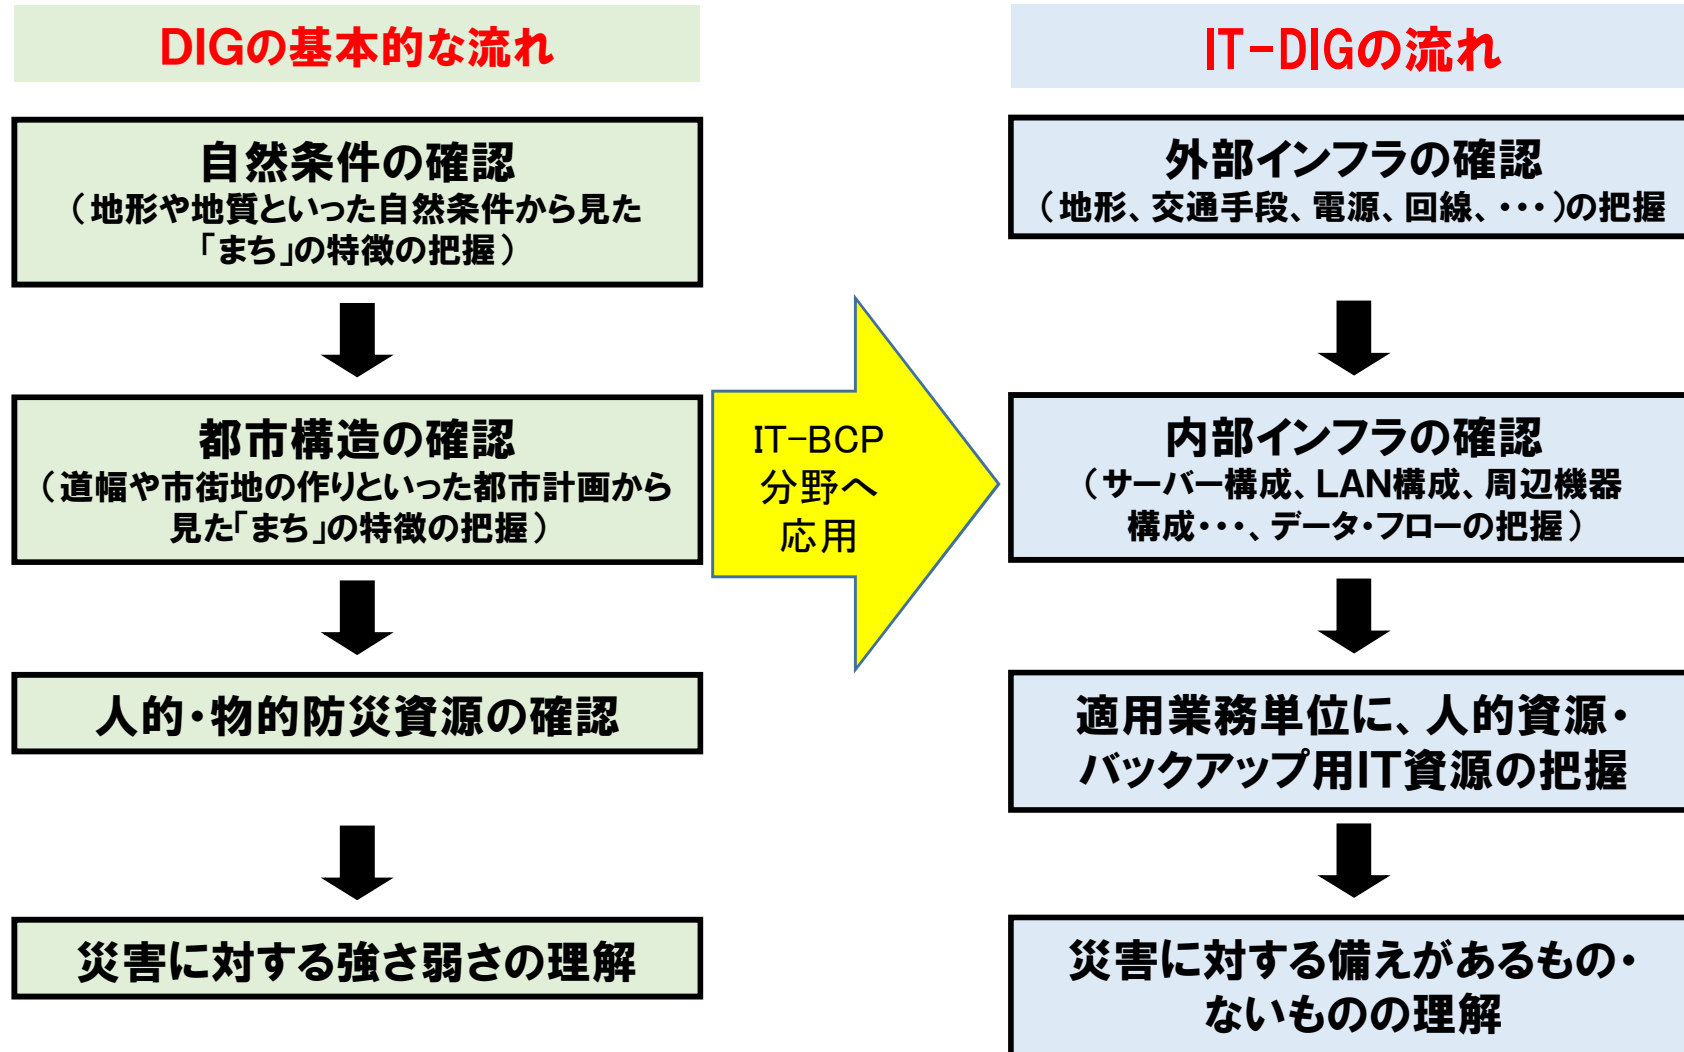 DIGの基本的な流れ
自然条件の確認
（地形や地質といった自然条件から見た
「まち」の特徴の把握）
都市構造の確認
（道幅や市街地の作りといった都市計画から
見た「まち」の特徴の把握）
人的・物的防災資源の確認
災害に対する強さ弱さの理解
IT-BCP
分野へ
応用
IT-DIGの流れ
外部インフラの確認
（地形、交通手段、電源、回線、・・・）の把握
内部インフラの確認
（サーバー構成、LAN構成、周辺機器
構成・・・、データ・フローの把握）
適用業務単位に、人的資源・
バックアップ用IT資源の把握
災害に対する備えがあるもの・
ないものの理解